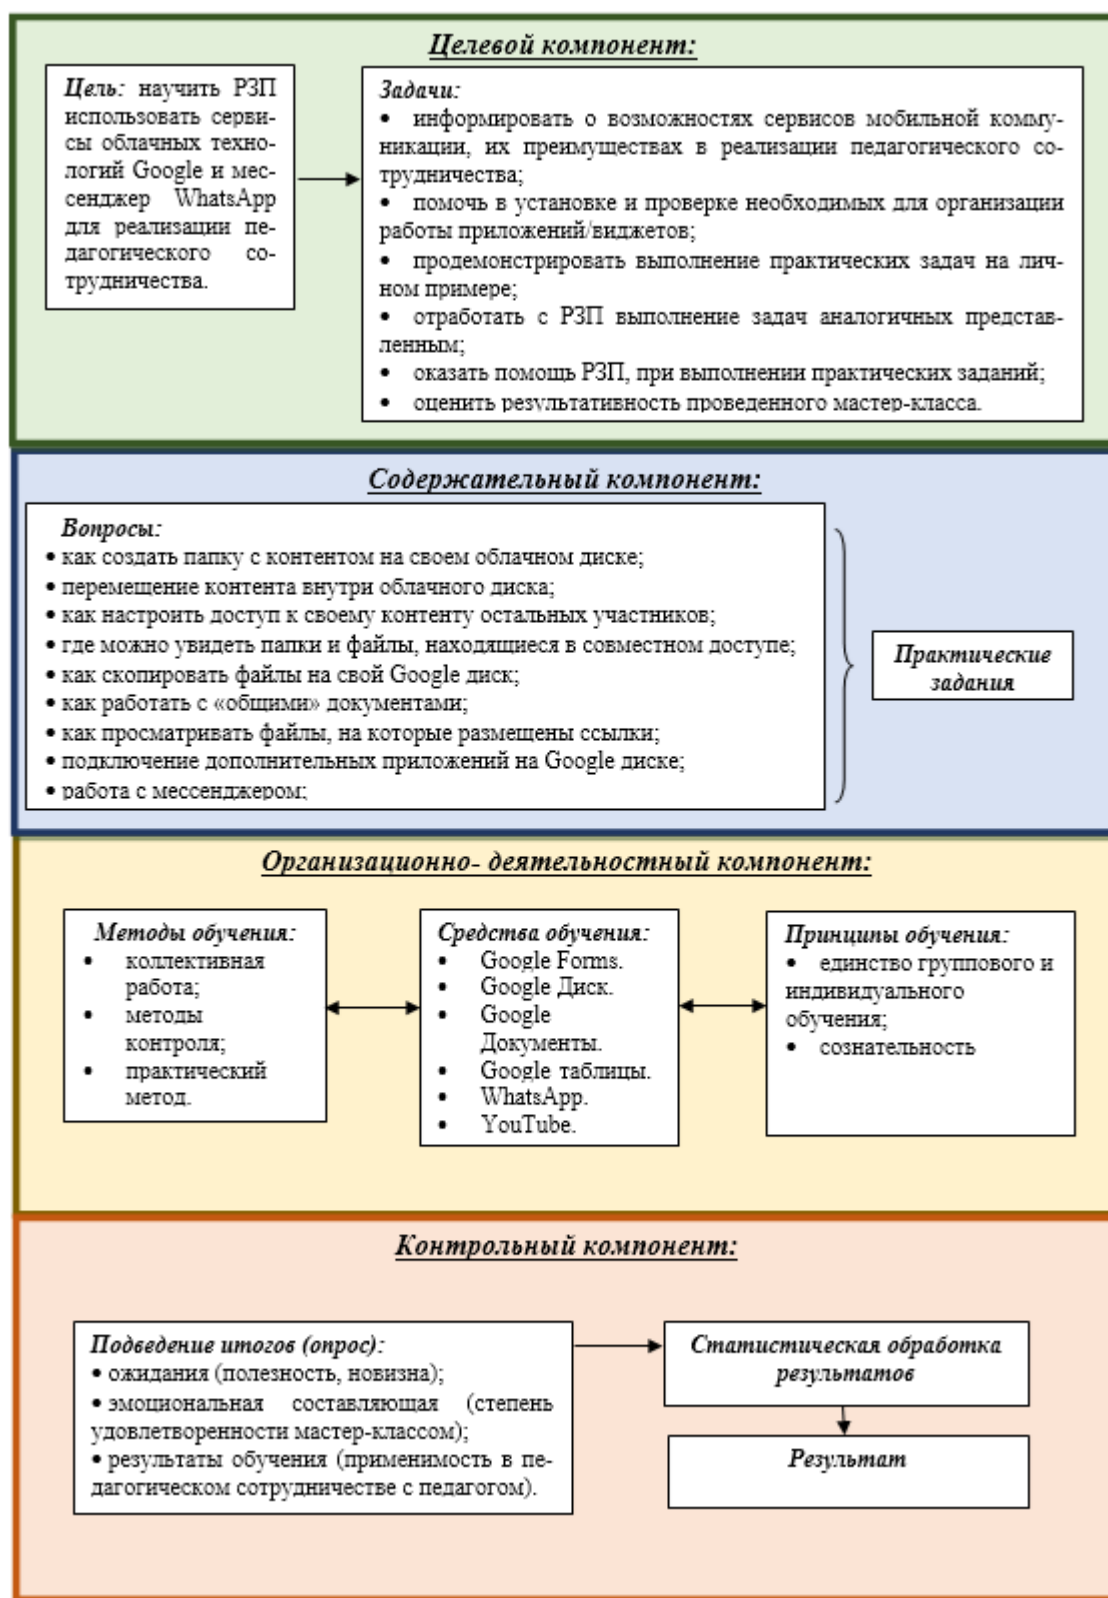 Целевой компонент:
Цель: научить РЗП
использовать серви-
сы облачных техно-
логий Google и мес-
сенджер WhatsApp
для реализации пе-
дагогического со-
трудничества.
Задачи:
• информировать о возможностях сервисов мобильной комму-
никации, их преимуществах в реализации педагогического со-
трудничества;
• помочь в установке и проверке необходимых для организации
работы приложений/виджетов;
• продемонстрировать выполнение практических задач на лич-
ном примере;
• отработать с РЗП выполнение задач аналогичных представ-
ленным;
• оказать помощь РЗП, при выполнении практических заданий;
• оценить результативность проведенного мастер-класса.
Содержательный компонент:
Вопросы:
• как создать папку с контентом на своем облачном диске;
• перемещение контента внутри облачного диска;
• как настроить доступ к своему контенту остальных участников;
• где можно увидеть папки и файлы, находящиеся в совместном доступе;
• как скопировать файлы на свой Google диск;
• как работать с «общими» документами;
• как просматривать файлы, на которые размещены ссылки;
• подключение дополнительных приложений на Google диске;
• работа с мессенджером;
Практические
задания
Организационно- деятельностный компонент:
Методы обучения:
• коллективная
работа;
• методы
контроля;
• практический
метод.
Средства обучения:
• Google Forms.
• Google Диск.
• Google
Документы.
• Google таблицы.
• WhatsApp.
• YouTube.
Принципы обучения:
• единство группового и
индивидуального
обучения;
• сознательность
Контрольный компонент:
Подведение итогов (опрос):
• ожидания (полезность, новизна);
• эмоциональная составляющая (степень
удовлетворенности мастер-классом);
• результаты обучения (применимость в пе-
дагогическом сотрудничестве с педагогом).
Статистическая обработка
результатов
Результат